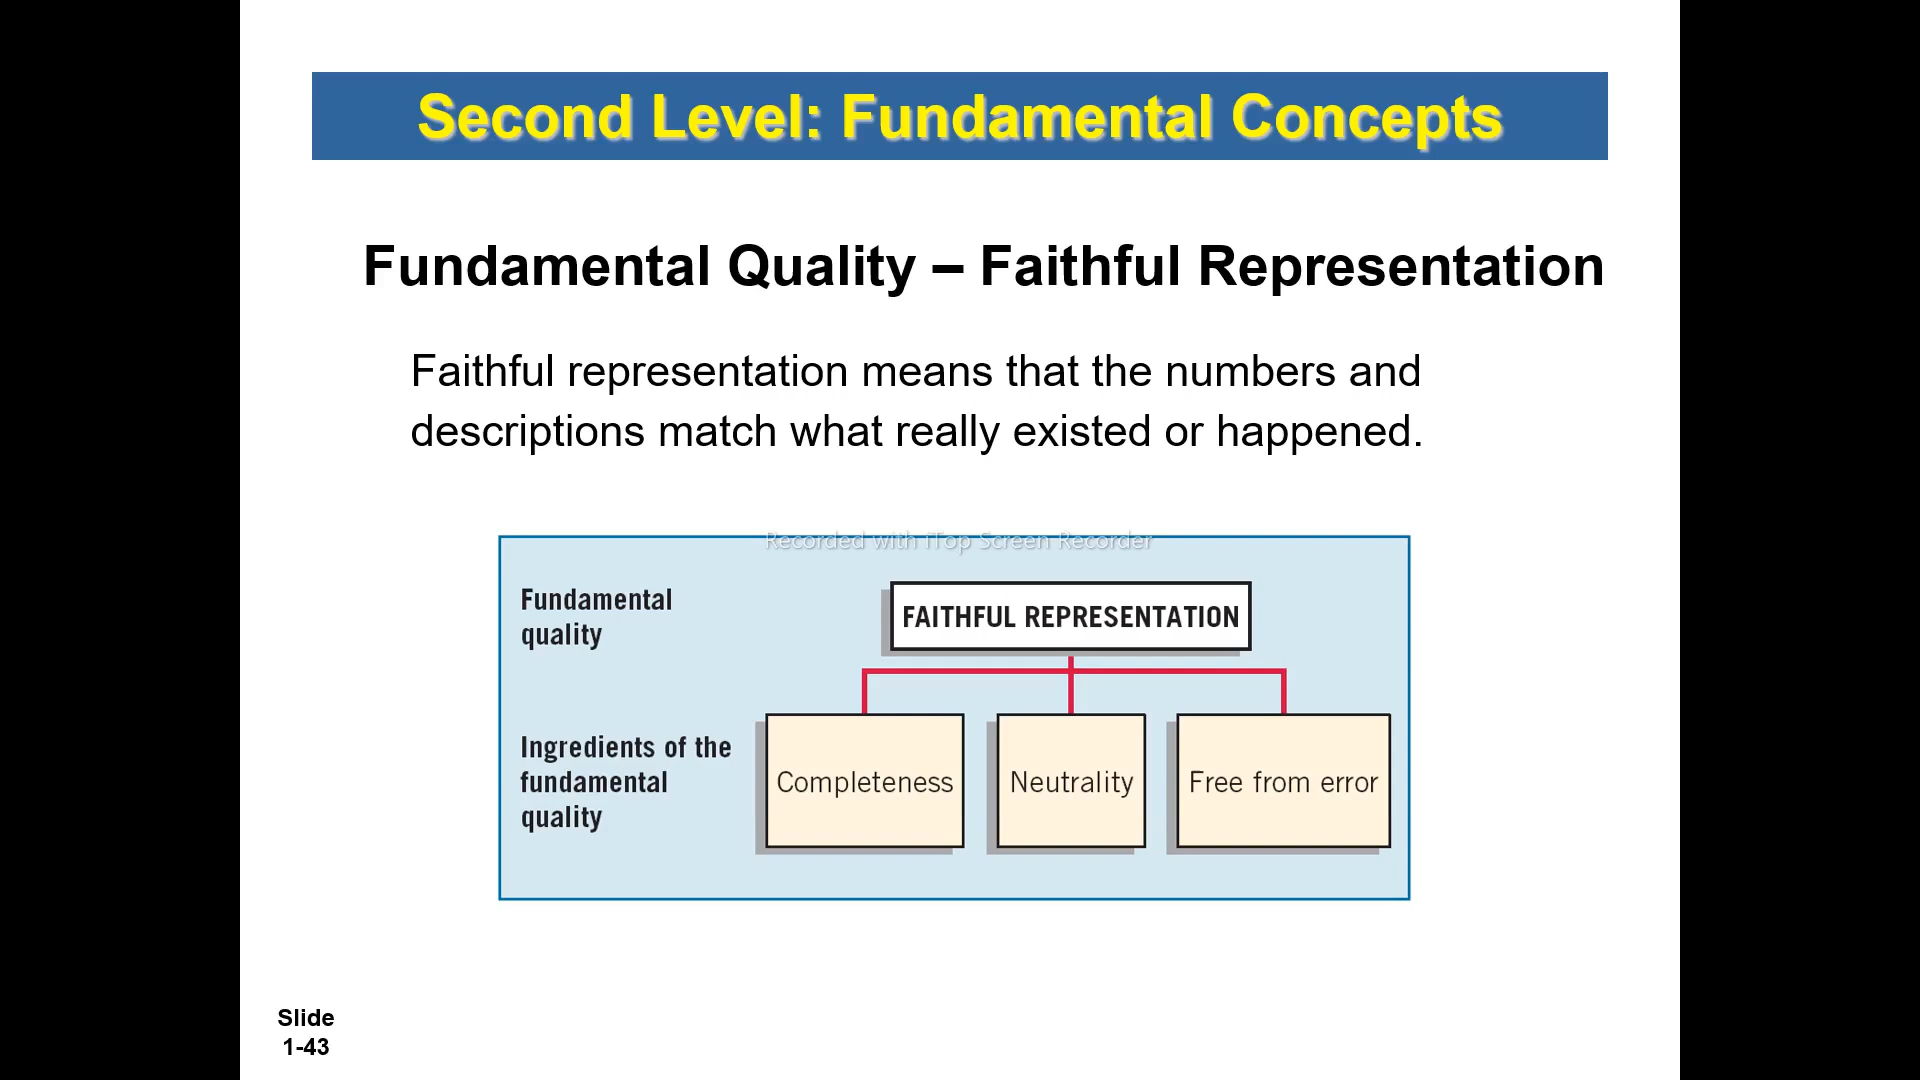 Second Level: Fundamental Concepts
Fundamental Quality – Faithful Representation
Faithful representation means that the numbers and
descriptions match what really existed or happened.
Recorded with iTop Screen Recorder
Fundamental
quality
FAITHFUL REPRESENTATION
Ingredients of the
fundamental
quality
Completeness
Neutrality
Free from error
Slide
1-43